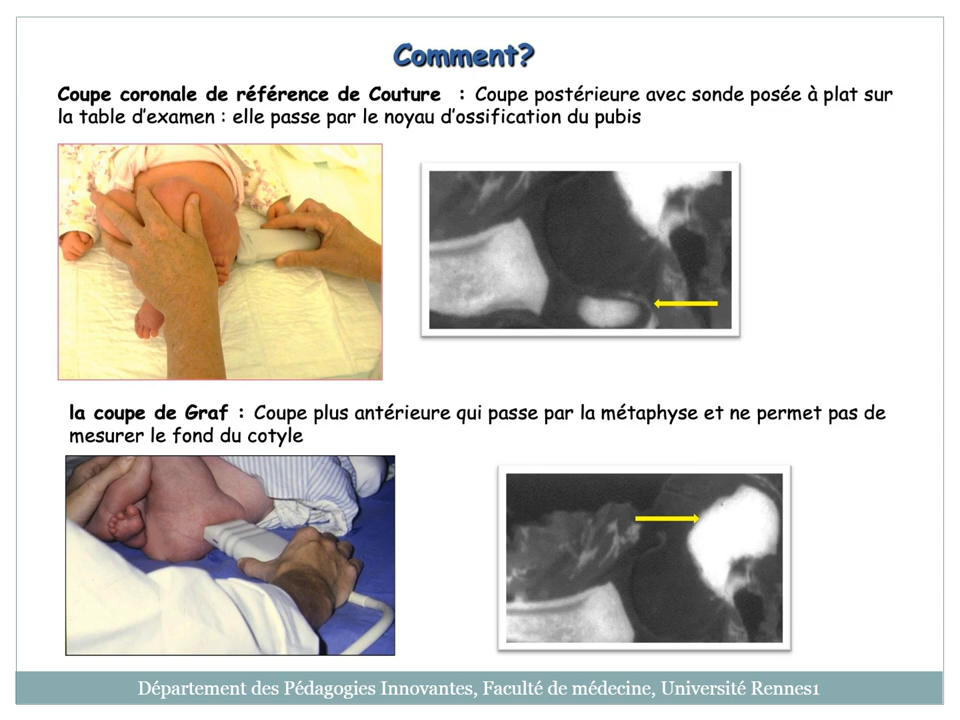 Comment?
Coupe coronale de référence de Couture : Coupe postérieure avec sonde posée à plat sur
la table d’examen : elle passe par le noyau d’ossification du pubis
la coupe de Graf : Coupe plus antérieure qui passe par la métaphyse et ne permet pas de
mesurer le fond du cotyle
Département des Pédagogies Innovantes, Faculté de médecine, Université Rennes1